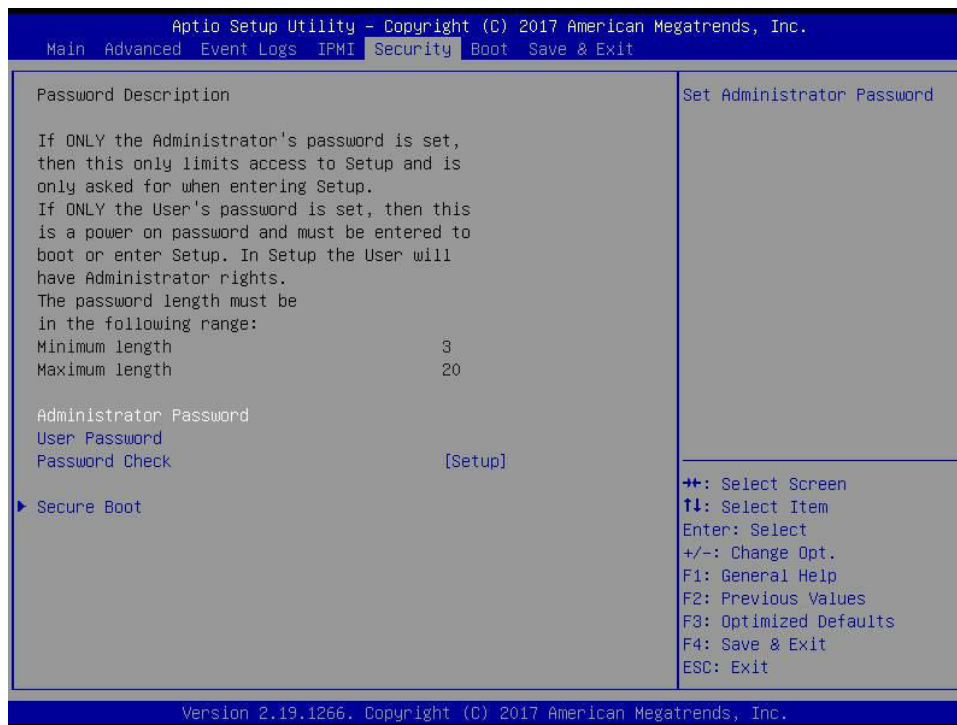 Aptio Setup Utility – Copyright (C) 2017 American Megatrends, Inc.
Main Advanced Event Logs IPMI Security Boot Save & Exit
Password Description
If ONLY the Administrator's password is set,
then this only limits access to Setup and is
only asked for when entering Setup.
If ONLY the User's password is set, then this
is a power on password and must be entered to
boot or enter Setup. In Setup the User will
have Administrator rights.
The password length must be
in the following range:
Minimum length 3
Maximum length 20
Administrator Password
User Password
Password Check [Setup]
Secure Boot
Set Administrator Password
→←: Select Screen
↑↓: Select Item
Enter: Select
+/-: Change Opt.
F1: General Help
F2: Previous Values
F3: Optimized Defaults
F4: Save & Exit
ESC: Exit
Version 2.19.1266. Copyright (C) 2017 American Megatrends, Inc.